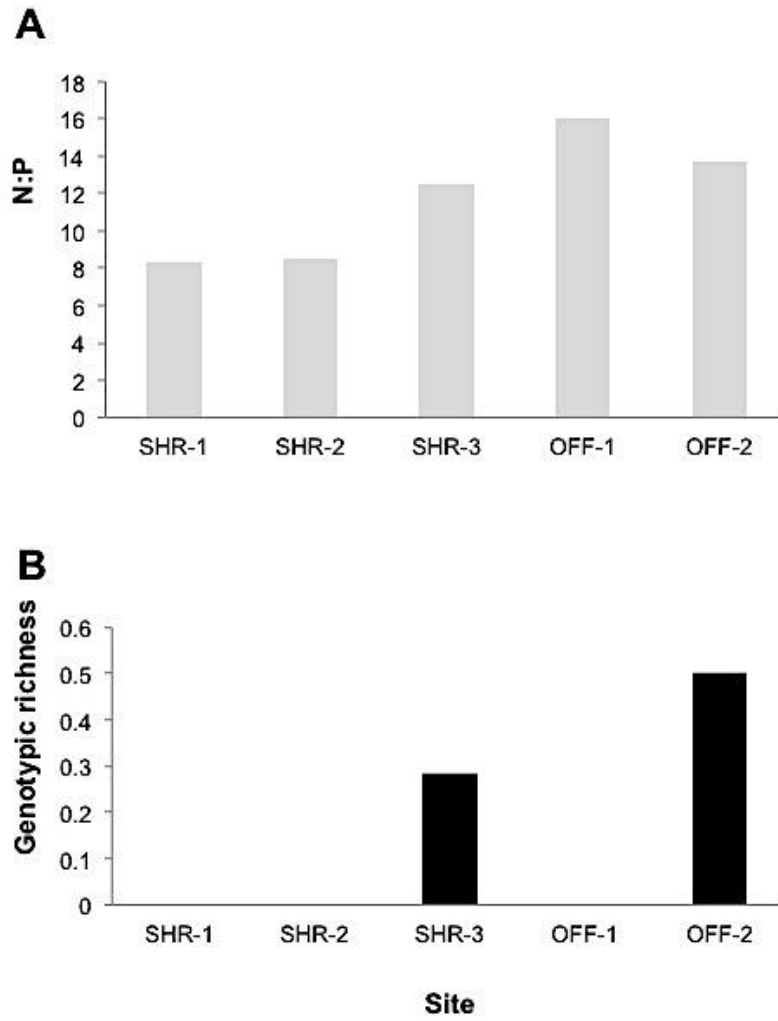 A
N:P
18
16
14
12
10
8
6
4
2
0
SHR-1 SHR-2 SHR-3 OFF-1 OFF-2
B
Genotypic richness
0.6
0.5
0.4
0.3
0.2
0.1
0
SHR-1 SHR-2 SHR-3 OFF-1 OFF-2
Site